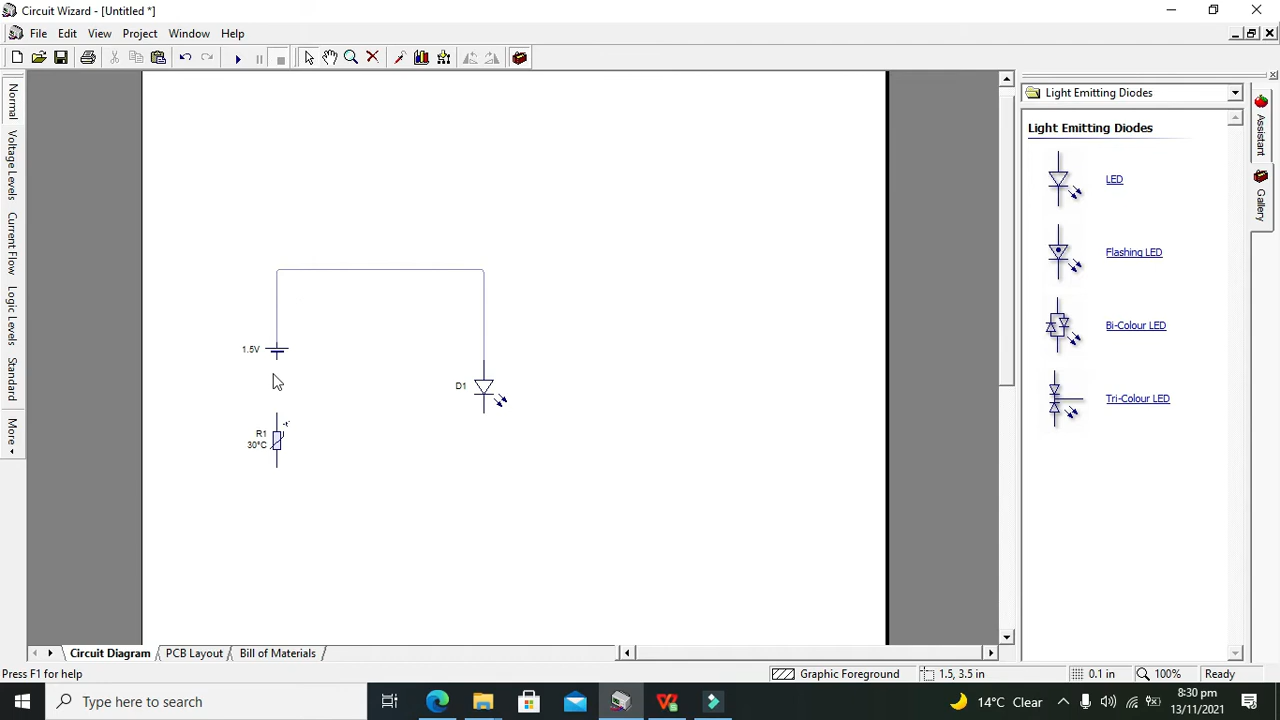 Circuit Wizard - [Untitled *]
File Edit View Project Window Help
Normal
Voltage Levels
Current Flow
Logic Levels
Standard
More
1.5V
D1
R1
30°C
Light Emitting Diodes
Light Emitting Diodes
LED
Flashing LED
Bi-Colour LED
Tri-Colour LED
Assistant
Gallery
Circuit Diagram PCB Layout Bill of Materials
Press F1 for help Graphic Foreground 1.5, 3.5 in 0.1 in 100% Ready
Type here to search 14°C Clear 8:30 pm
13/11/2021